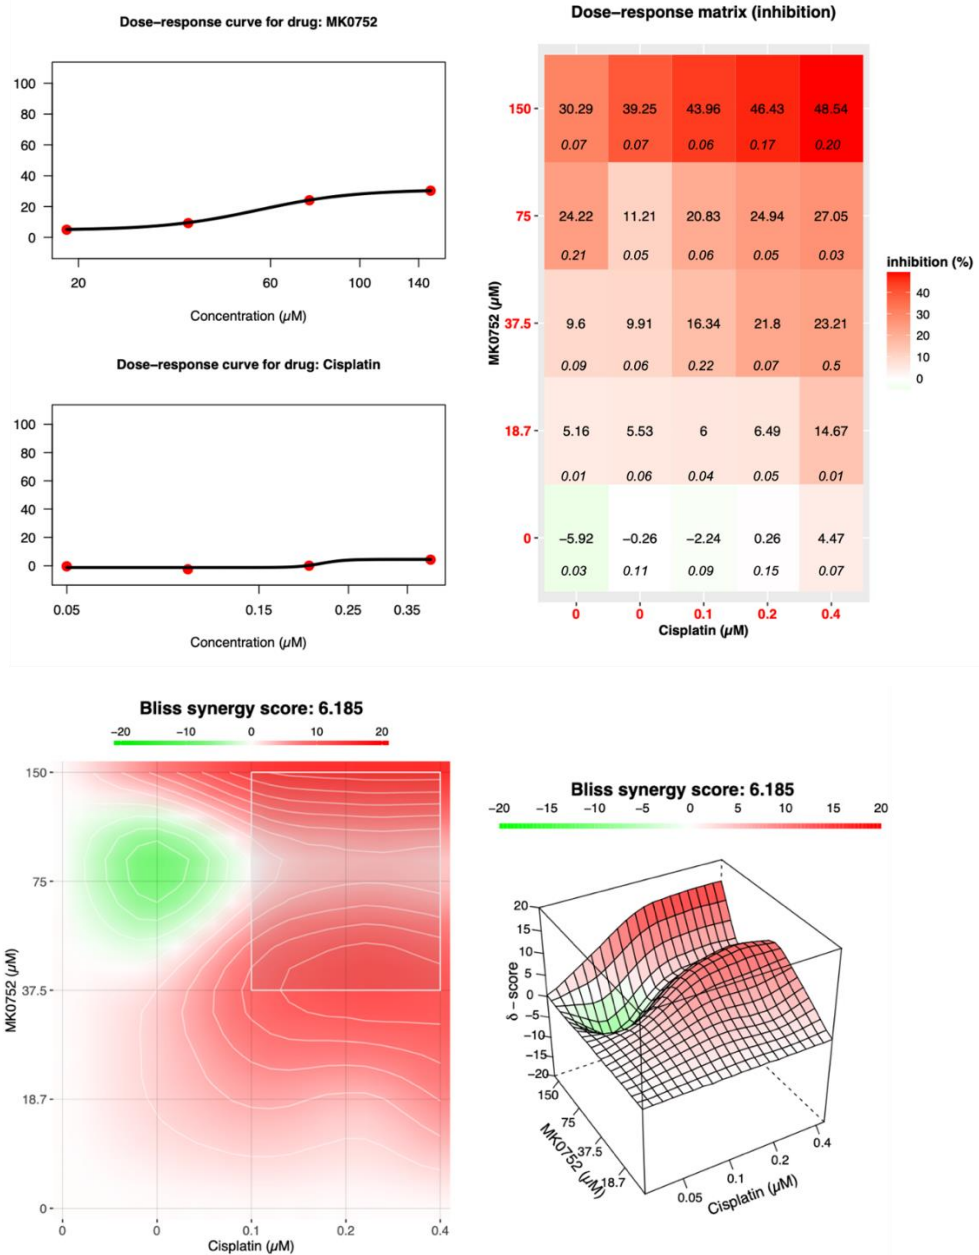 Dose–response curve for drug: MK0752
100
80
60
40
20
0
20 60 100 140
Concentration (µM)
Dose–response curve for drug: Cisplatin
100
80
60
40
20
0
0.05 0.15 0.25 0.35
Concentration (µM)
Dose–response matrix (inhibition)
MK0752 (µM)
150 30.29 39.25 43.96 46.43 48.54
0.07 0.07 0.06 0.17 0.20
75 24.22 11.21 20.83 24.94 27.05
0.21 0.05 0.06 0.05 0.03
37.5 9.6 9.91 16.34 21.8 23.21
0.09 0.06 0.22 0.07 0.5
18.7 5.16 5.53 6 6.49 14.67
0.01 0.06 0.04 0.05 0.01
0 −5.92 −0.26 −2.24 0.26 4.47
0.03 0.11 0.09 0.15 0.07
0 0 0.1 0.2 0.4
Cisplatin (µM)
inhibition (%)
40
30
20
10
0
Bliss synergy score: 6.185
−20 −10 0 10 20
MK0752 (µM)
150
75
37.5
18.7
0
0 0 0.1 0.2 0.4
Cisplatin (µM)
Bliss synergy score: 6.185
−20 −15 −10 −5 0 5 10 15 20
δ – score
20
15
10
5
0
−5
−10
−15
−20
150
75
37.5
18.7
MK0752 (µM)
0.05
0.1
0.2
0.4
Cisplatin (µM)